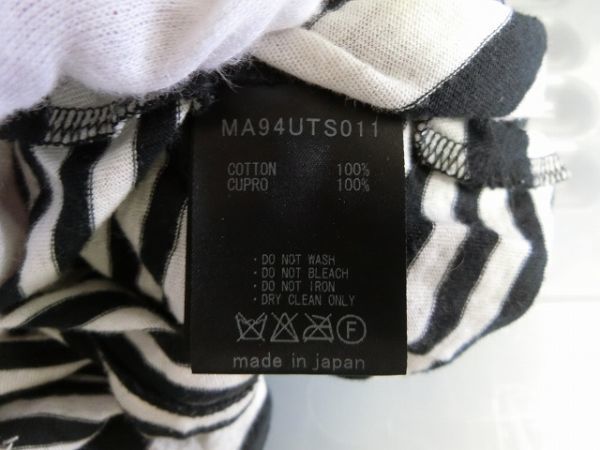 MA94UTS011
COTTON 100%
CUPRO 100%
・DO NOT WASH
・DO NOT BLEACH
・DO NOT IRON
・DRY CLEAN ONLY
F
made in japan